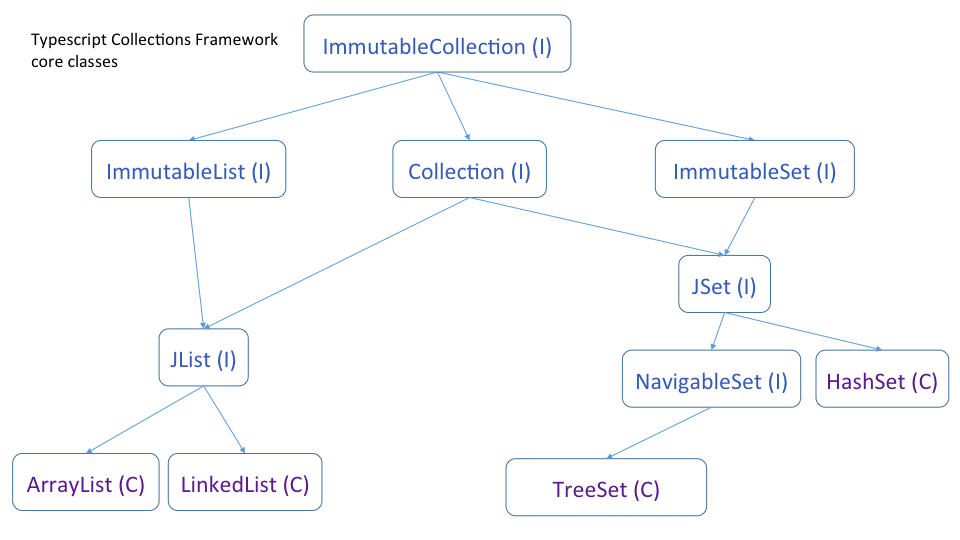 Typescript Collections Framework
core classes
ImmutableCollection (I)
ImmutableList (I)
Collection (I)
ImmutableSet (I)
JSet (I)
JList (I)
NavigableSet (I)
HashSet (C)
ArrayList (C)
LinkedList (C)
TreeSet (C)